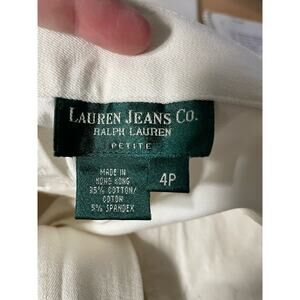 LAUREN JEANS CO.
RALPH LAUREN
PETITE
MADE IN
HONG KONG
95% COTTON/
COTON
5% SPANDEX
4P